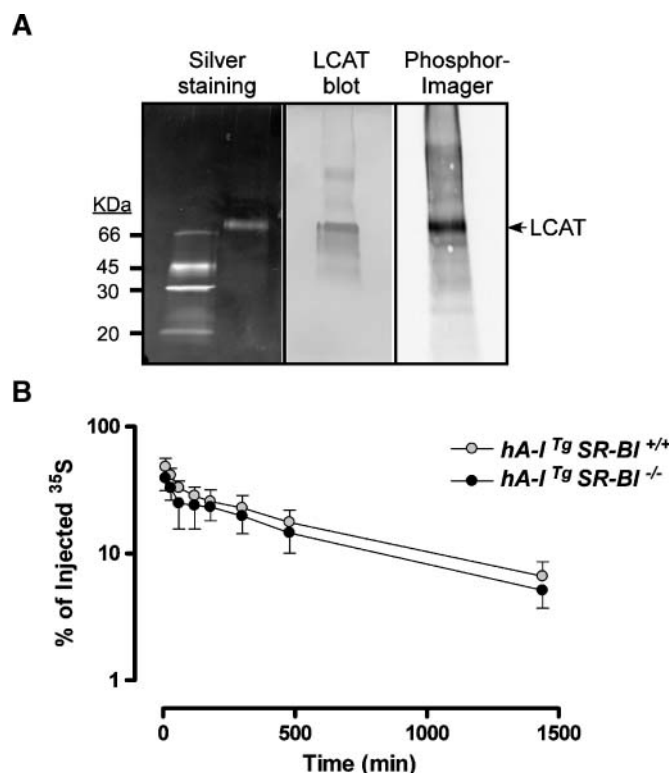 A
Silver staining
LCAT blot
Phosphor-Imager
KDa
66
45
30
20
LCAT
B
% of Injected ³⁵S
100
10
1
hA-I ᵀᵍ SR-BI ⁺/⁺
hA-I ᵀᵍ SR-BI ⁻/⁻
0
500
1000
1500
Time (min)